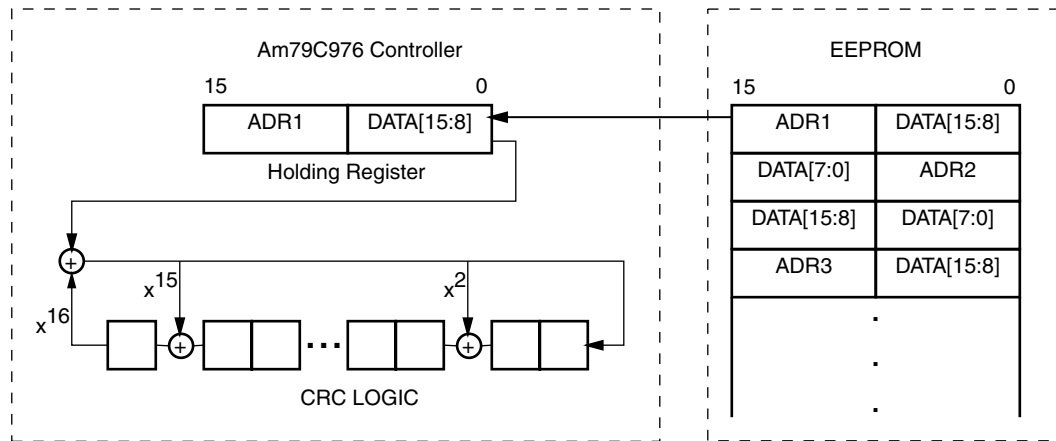 Am79C976 Controller
EEPROM
15 0
15 0
ADR1 DATA[15:8]
ADR1 DATA[15:8]
Holding Register
DATA[7:0] ADR2
DATA[15:8] DATA[7:0]
ADR3 DATA[15:8]
+
x15 x2
x16
+ ... +
CRC LOGIC
.
.
.